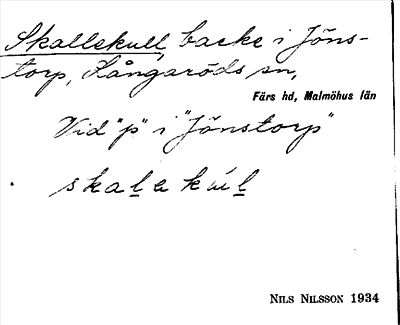 Skallekull, backe i Jöns-
torp, Långaröds sn,
Färs hd, Malmöhus län
Vid "p" i "Jönstorp"
skalekul
NILS NILSSON 1934